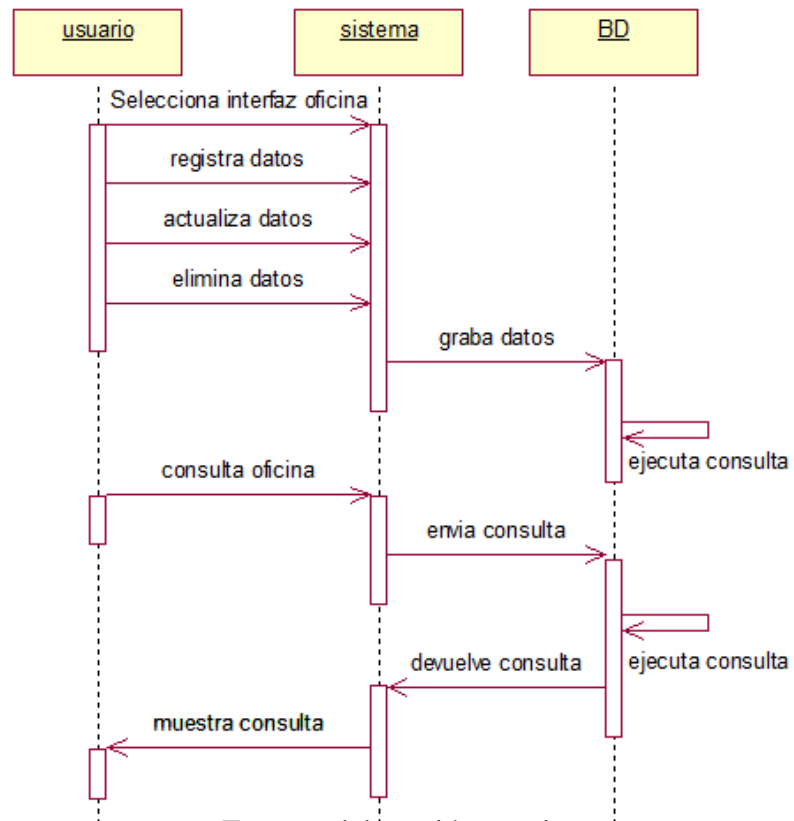 usuario
sistema
BD
Selecciona interfaz oficina
registra datos
actualiza datos
elimina datos
graba datos
ejecuta consulta
consulta oficina
envia consulta
ejecuta consulta
devuelve consulta
muestra consulta